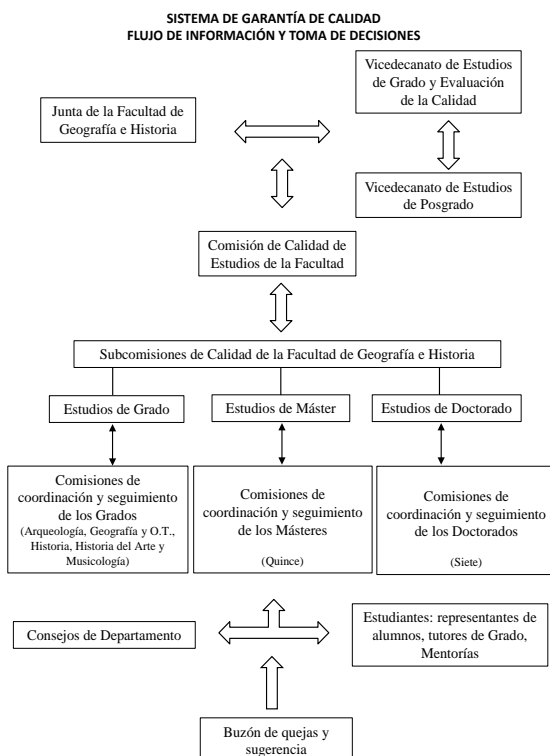 SISTEMA DE GARANTÍA DE CALIDAD
FLUJO DE INFORMACIÓN Y TOMA DE DECISIONES
Vicedecanato de Estudios
de Grado y Evaluación
de la Calidad
Junta de la Facultad de
Geografía e Historia
Vicedecanato de Estudios
de Posgrado
Comisión de Calidad de
Estudios de la Facultad
Subcomisiones de Calidad de la Facultad de Geografía e Historia
Estudios de Grado
Estudios de Máster
Estudios de Doctorado
Comisiones de
coordinación y seguimiento
de los Grados
(Arqueología, Geografía y O.T.,
Historia, Historia del Arte y
Musicología)
Comisiones de
coordinación y seguimiento
de los Másteres
(Quince)
Comisiones de
coordinación y seguimiento
de los Doctorados
(Siete)
Consejos de Departamento
Estudiantes: representantes de
alumnos, tutores de Grado,
Mentorías
Buzón de quejas y
sugerencia